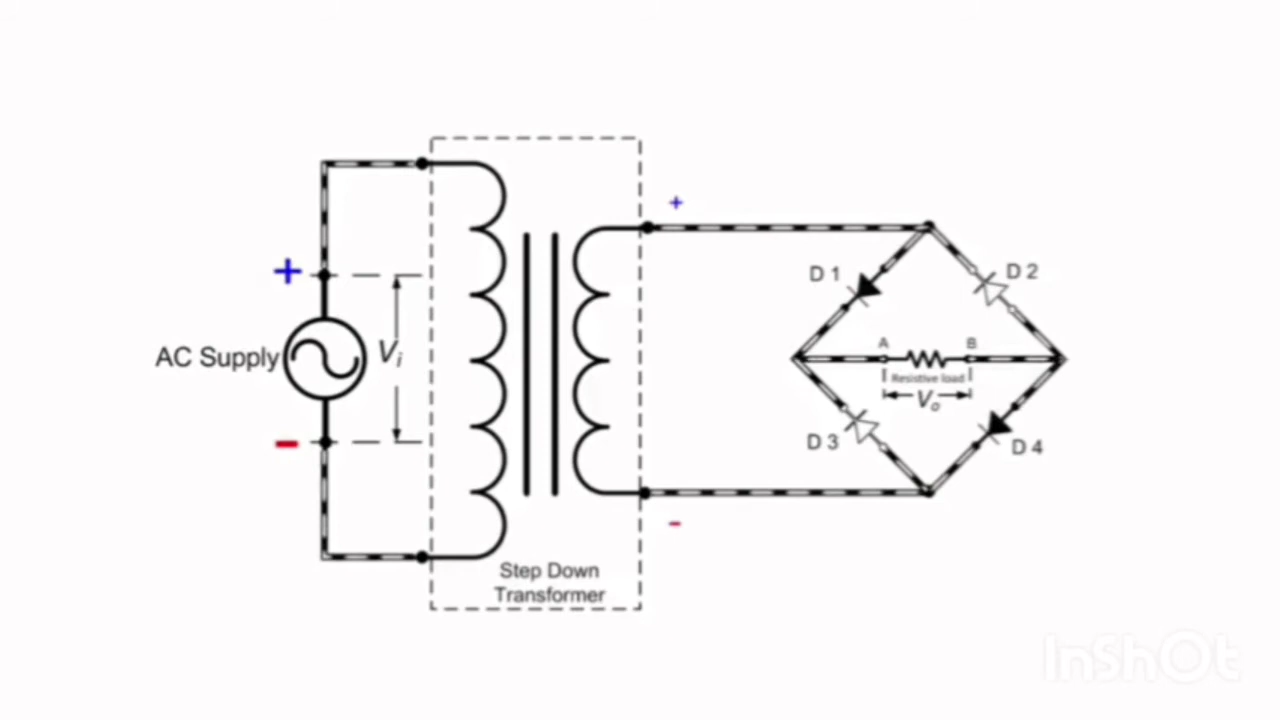 +
D 1
D 2
+
AC Supply
Vi
A
B
Resistive load
Vo
-
D 3
D 4
-
Step Down
Transformer
InShOt